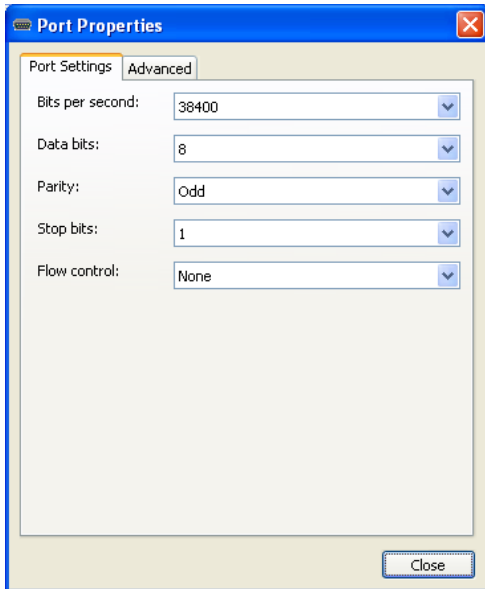 Port Properties
Port Settings Advanced
Bits per second: 38400
Data bits: 8
Parity: Odd
Stop bits: 1
Flow control: None
Close